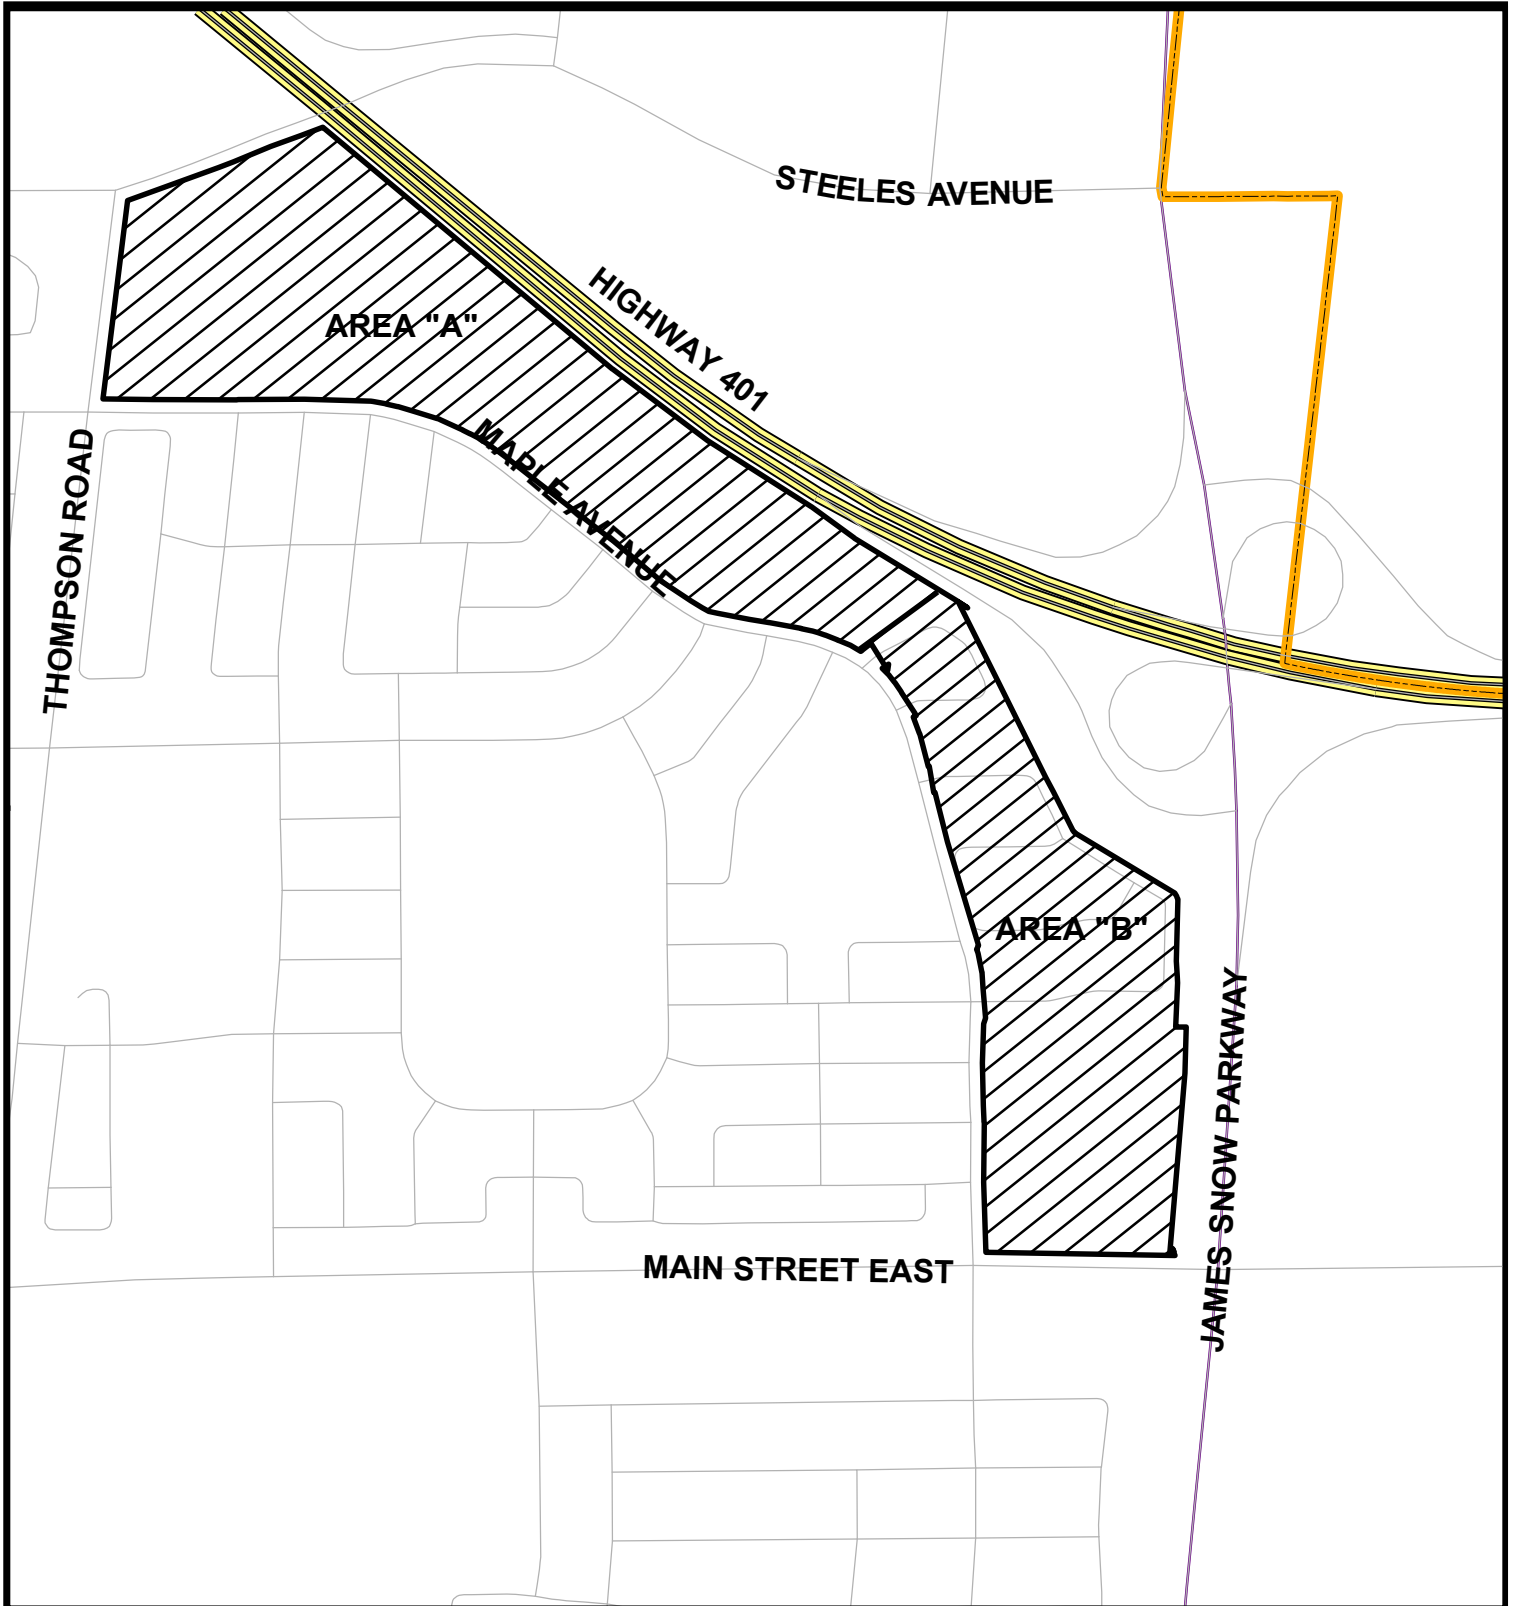 STEELES AVENUE
HIGHWAY 401
AREA "A"
MAPLE AVENUE
THOMPSON ROAD
AREA "B"
JAMES SNOW PARKWAY
MAIN STREET EAST